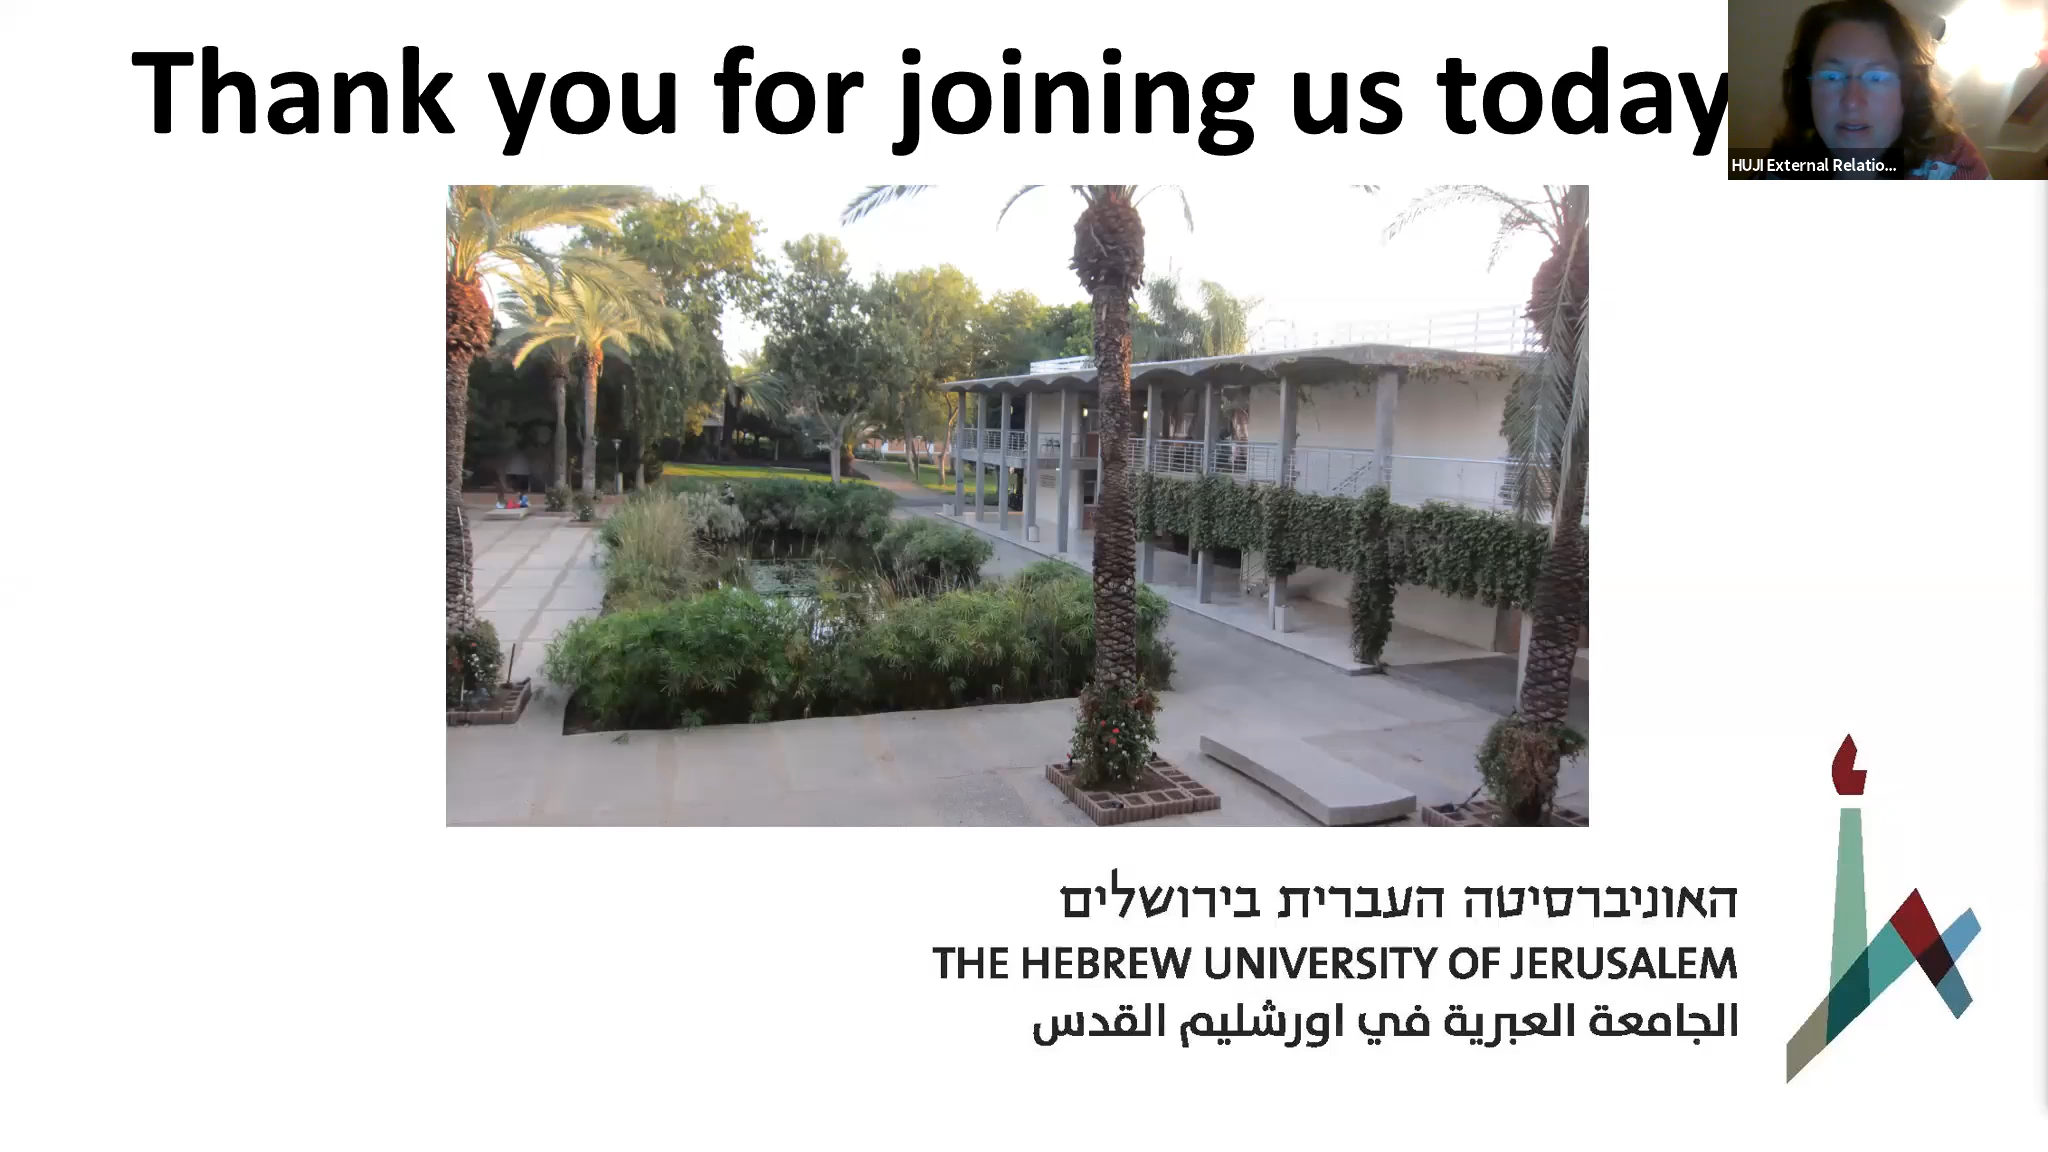 Thank you for joining us today
HUJI External Relatio...
האוניברסיטה העברית בירושלים
THE HEBREW UNIVERSITY OF JERUSALEM
الجامعة العبرية في اورشليم القدس